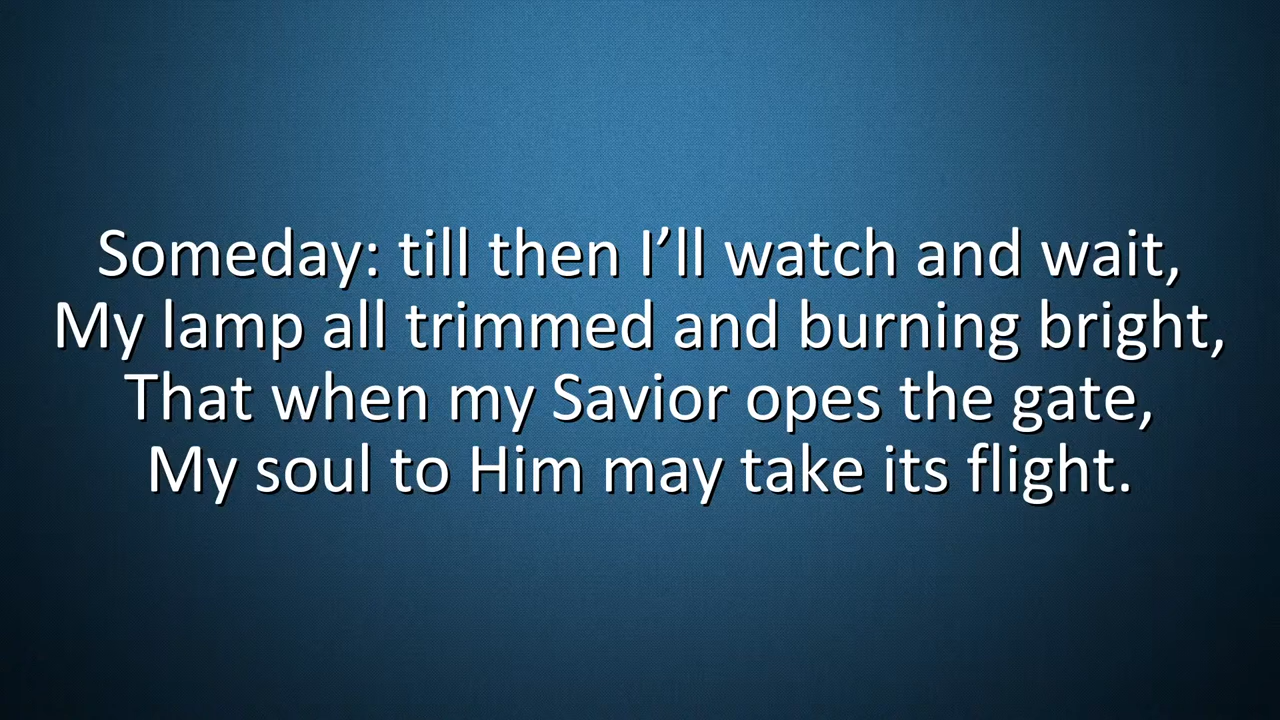 Someday: till then I’ll watch and wait,
My lamp all trimmed and burning bright,
That when my Savior opes the gate,
My soul to Him may take its flight.